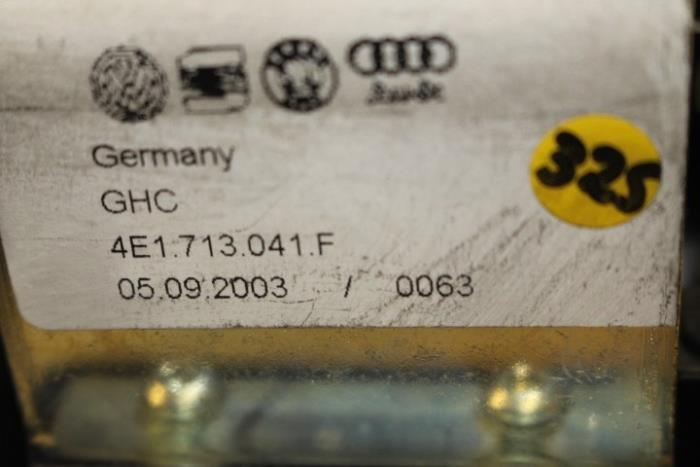 Germany
GHC
4E1.713.041.F
05.09.2003 / 0063
325